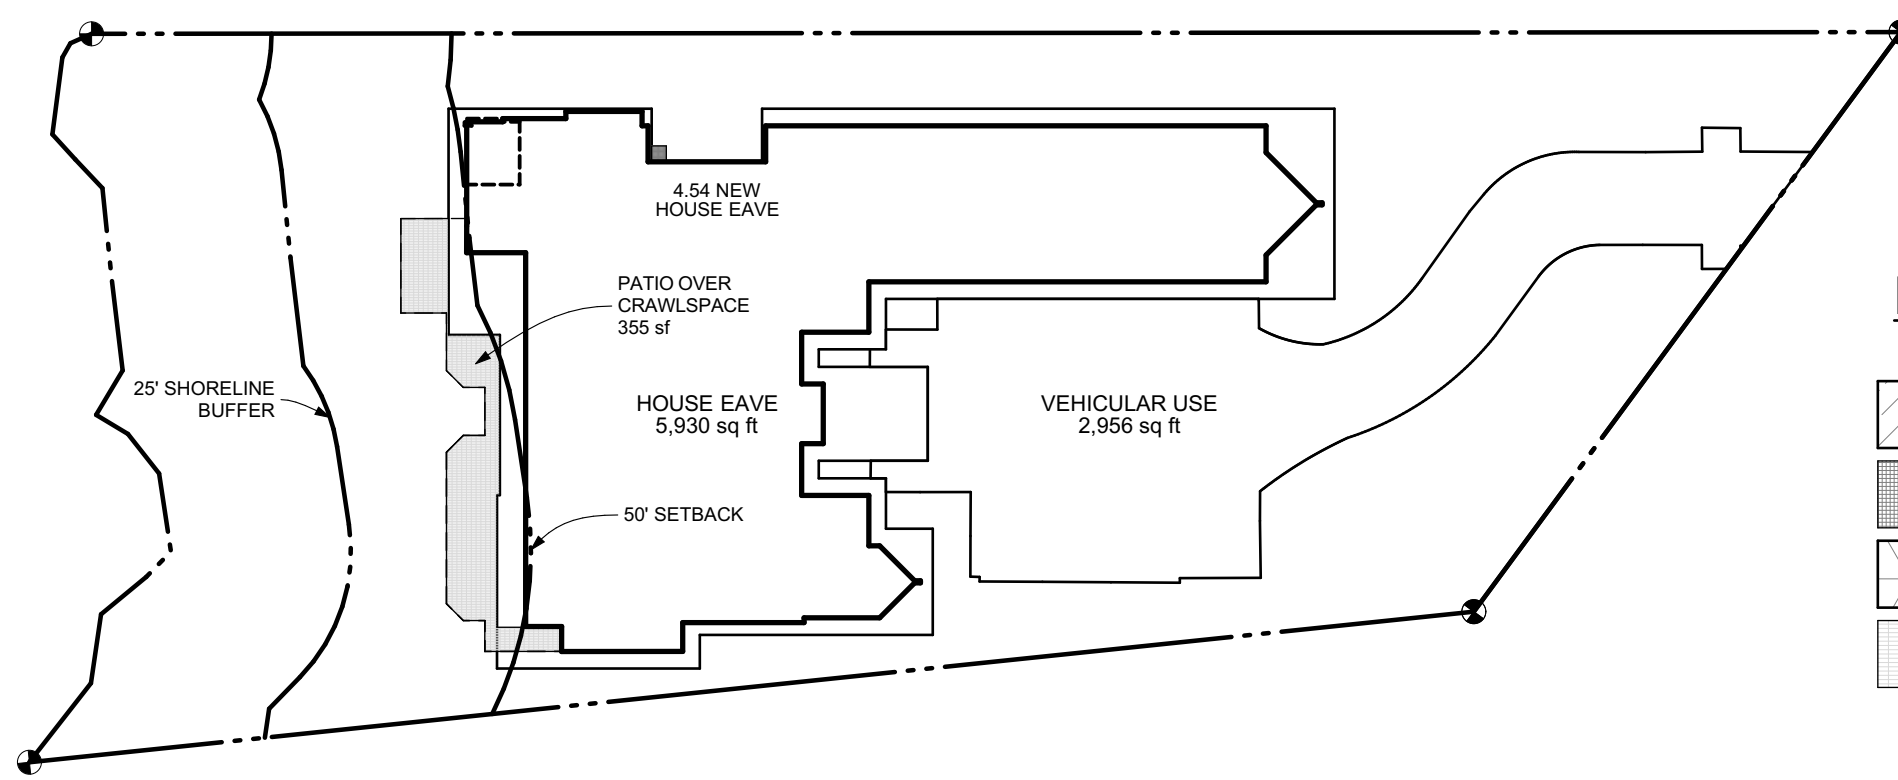 4.54 NEW
HOUSE EAVE
PATIO OVER
CRAWLSPACE
355 sf
25' SHORELINE
BUFFER
HOUSE EAVE
5,930 sq ft
VEHICULAR USE
2,956 sq ft
50' SETBACK